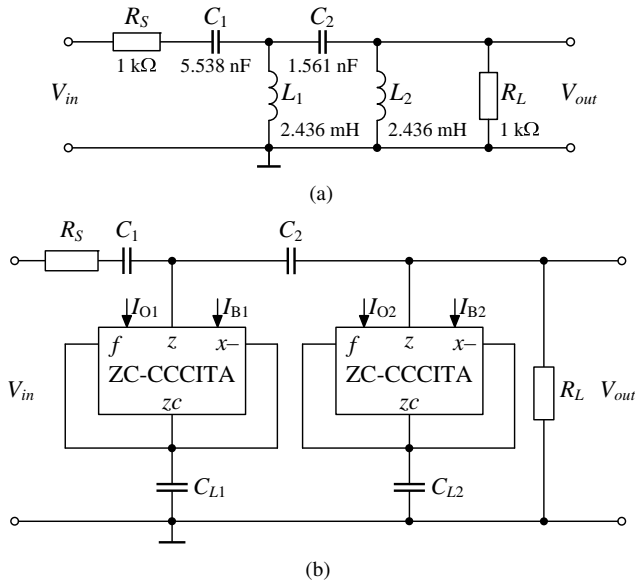 R_S C_1 C_2
1 kΩ 5.538 nF 1.561 nF
V_in L_1 L_2 R_L V_out
2.436 mH 2.436 mH 1 kΩ
(a)
R_S C_1 C_2
I_O1 I_B1 I_O2 I_B2
f z x– f z x–
V_in ZC-CCCITA ZC-CCCITA R_L V_out
zc zc
C_L1 C_L2
(b)